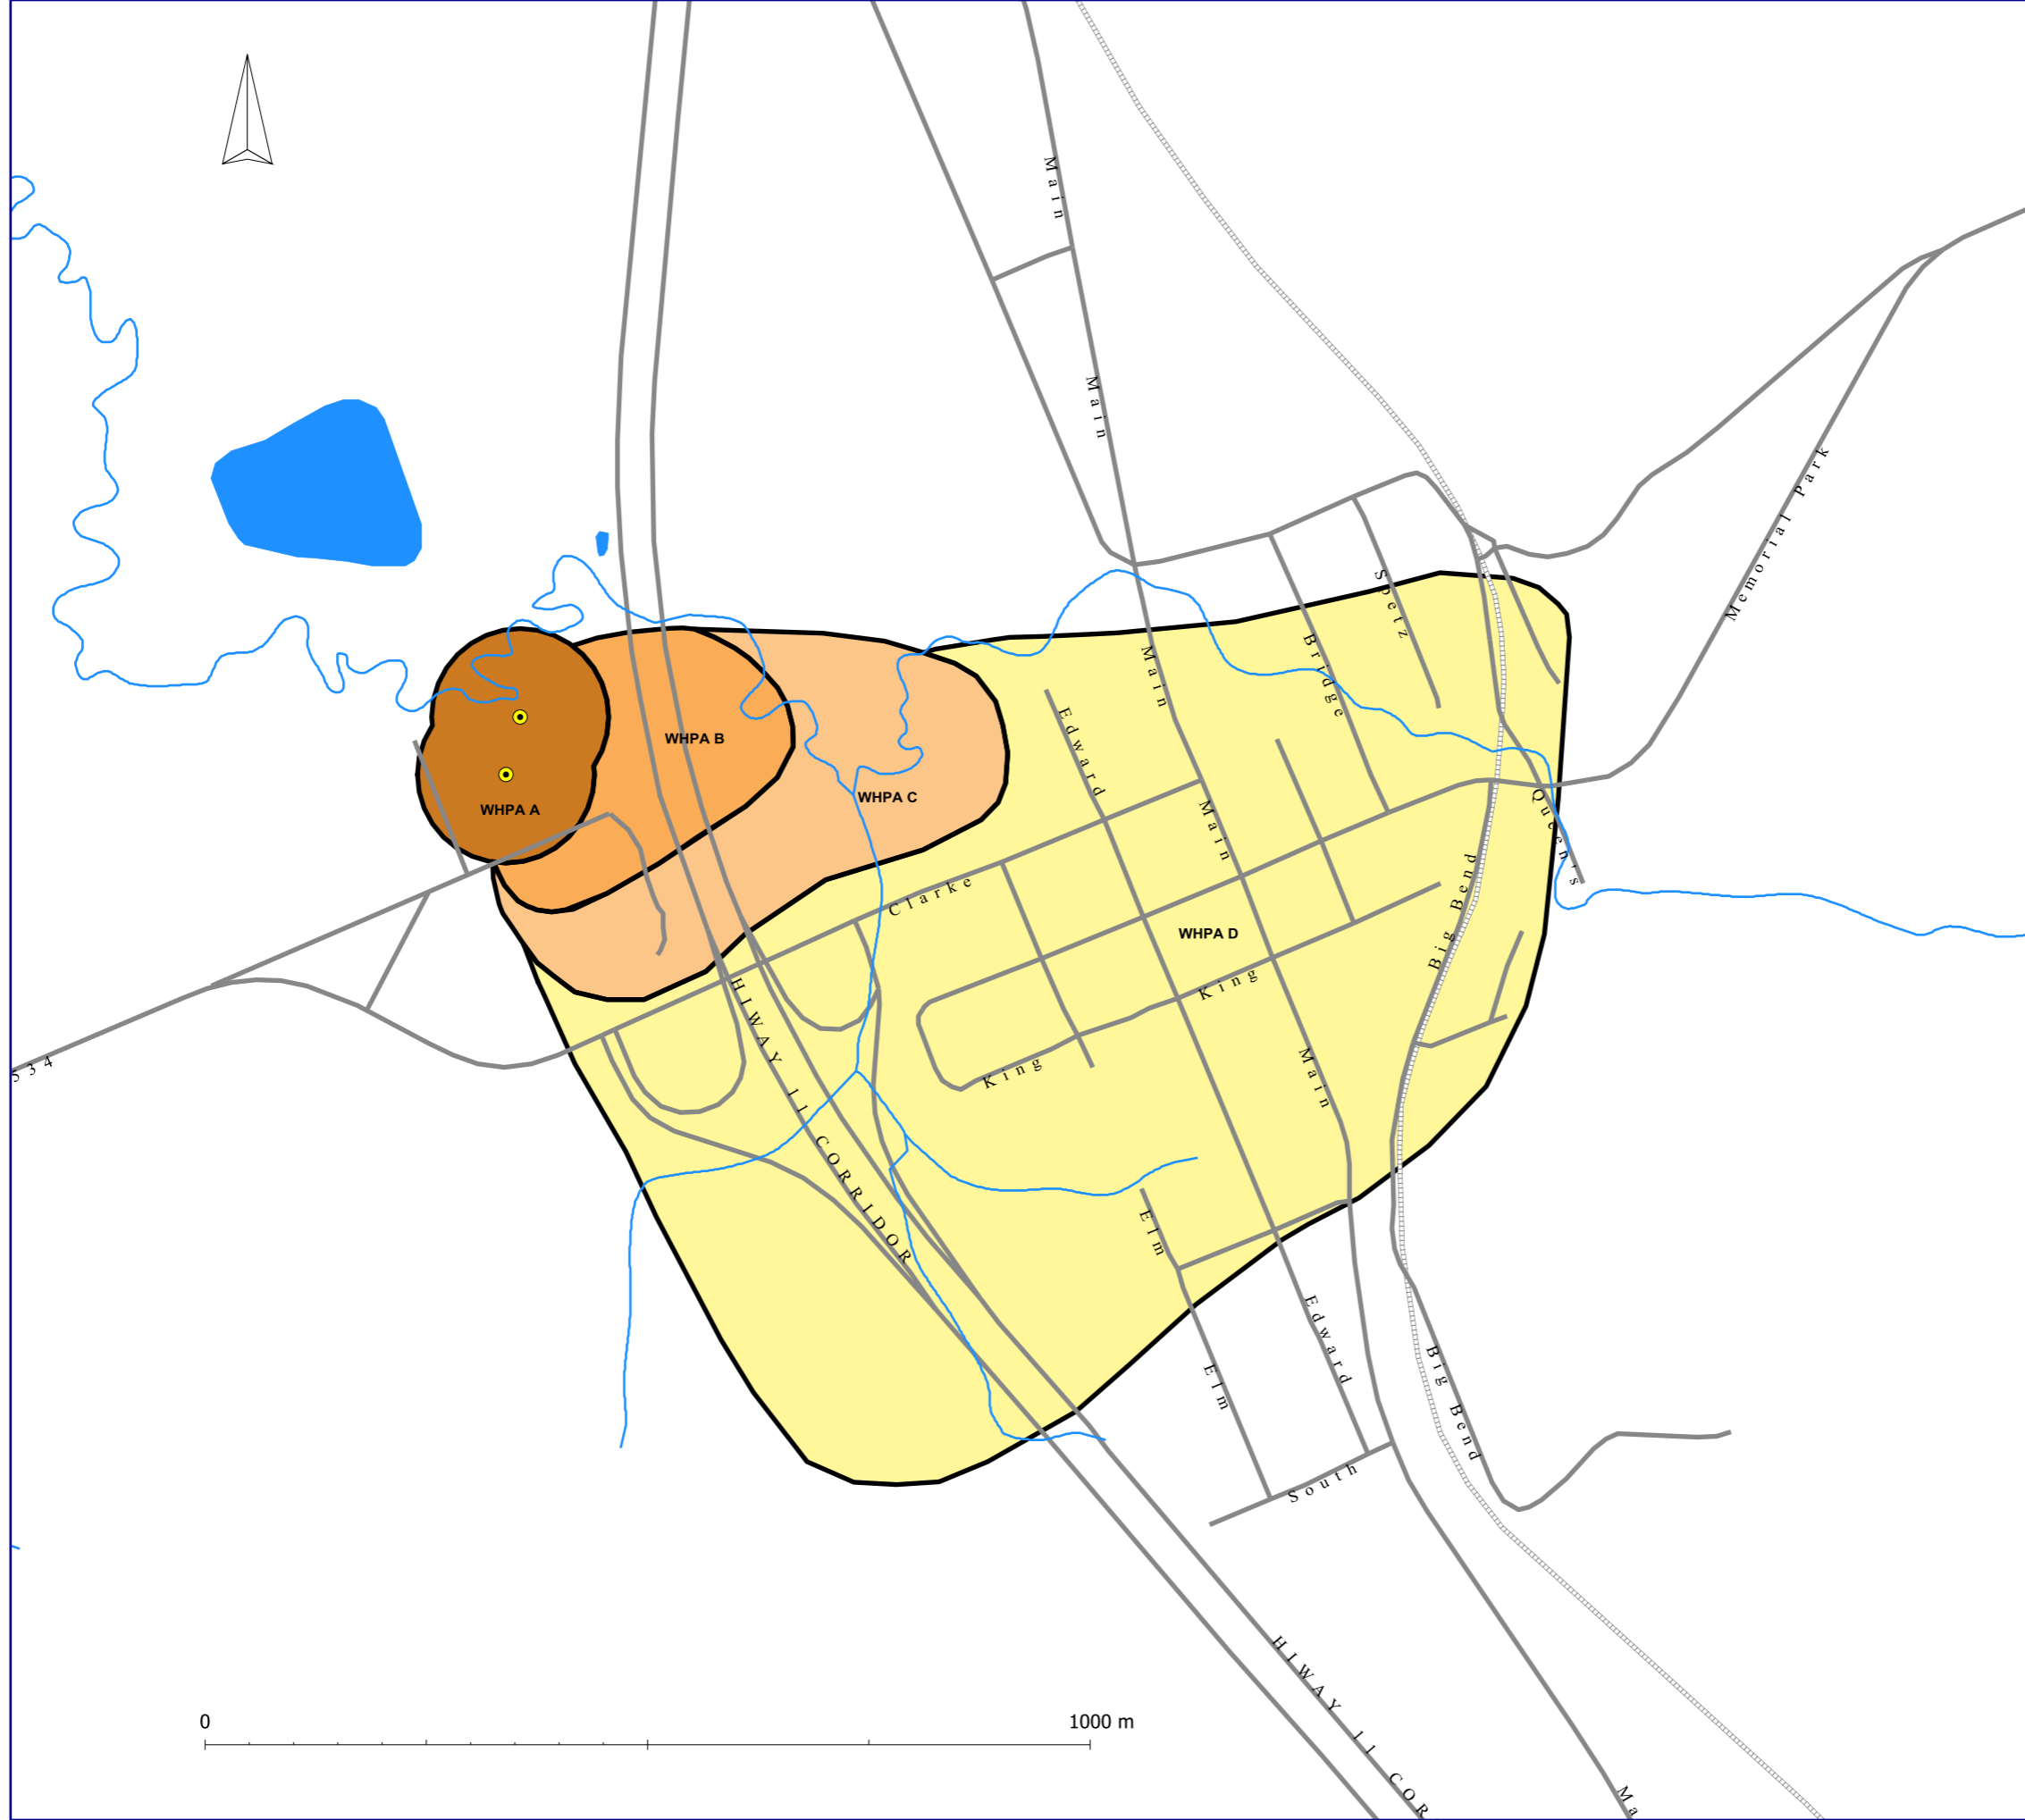 Main
Main
Memorial Park
Spetz
Bridge
Main
Edward
WHPA B
WHPA C
WHPA A
Main
Queen's
Clarke
Big Bend
WHPA D
King
HIWAY 11 CORRIDOR
534
King
Main
Elm
Edward
Elm
Big Bend
South
HIWAY 11 COR
Ma
0 1000 m